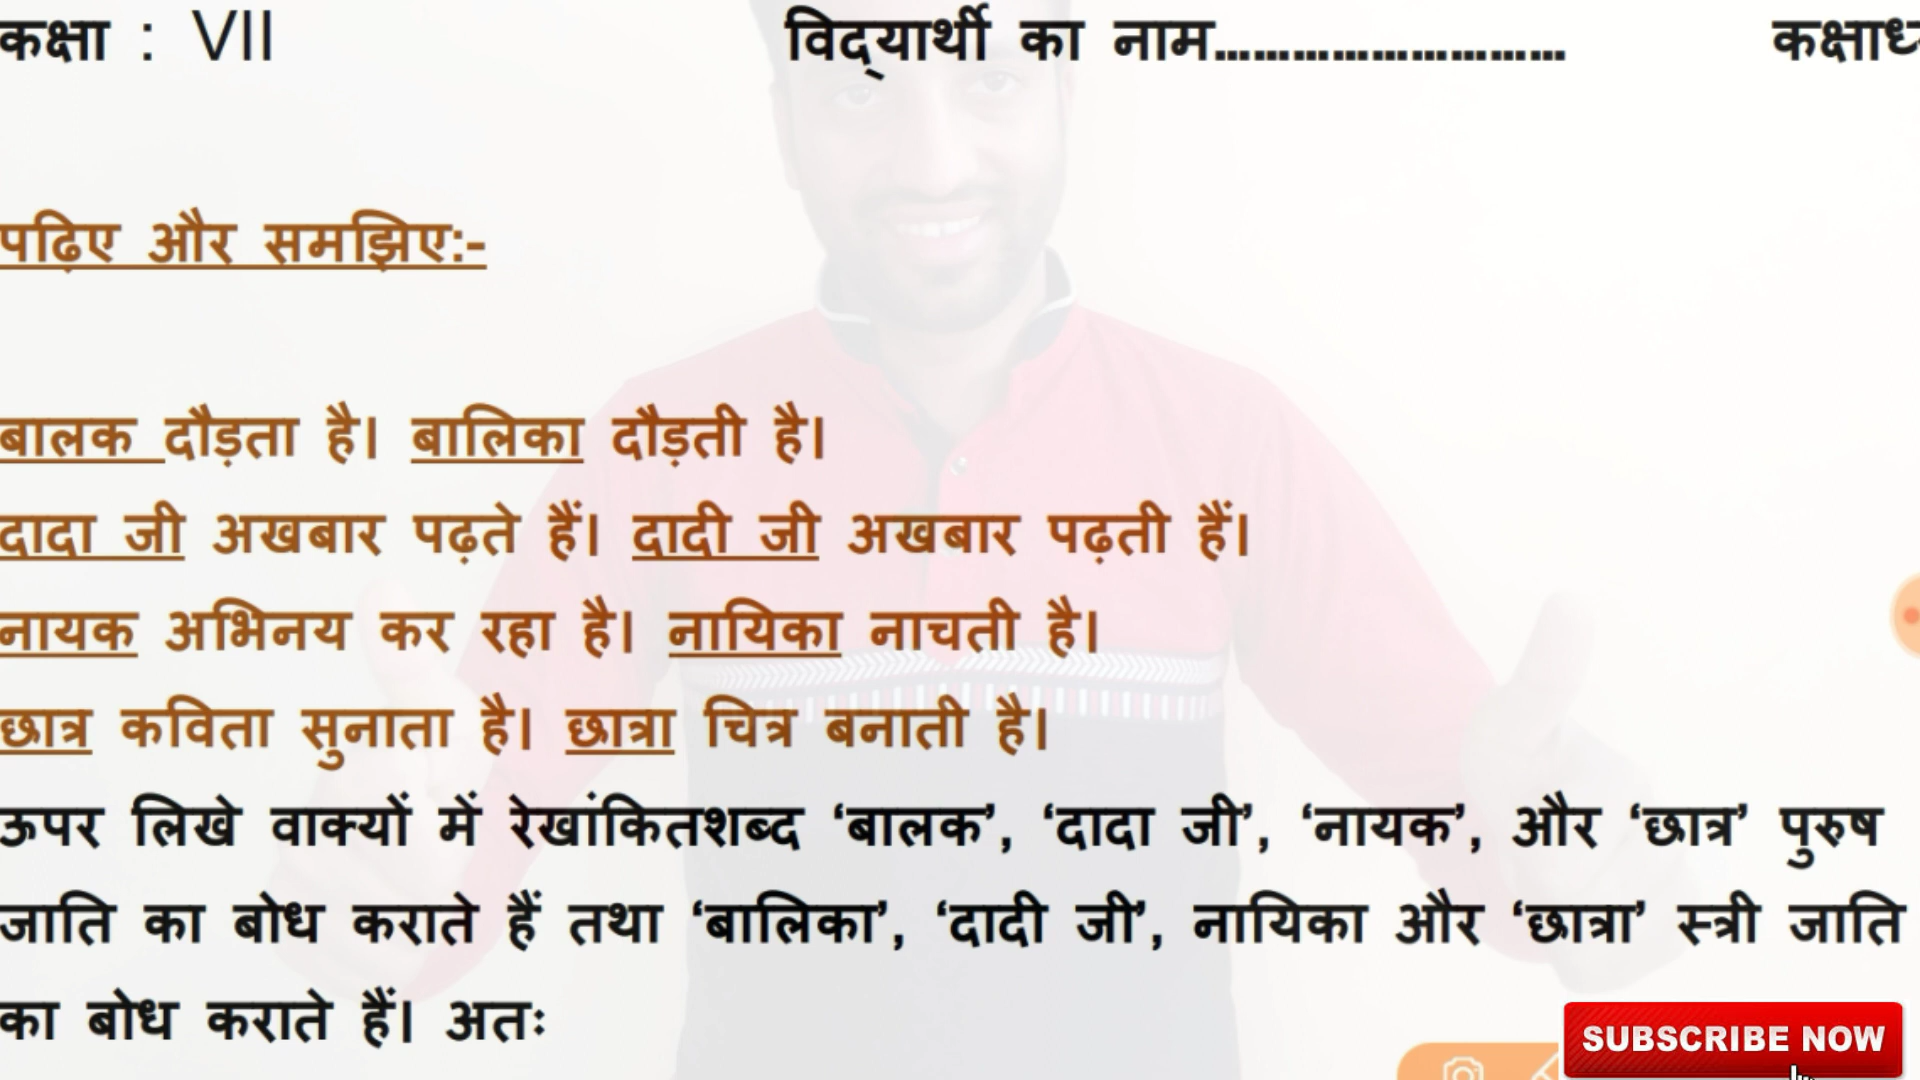 कक्षा : VII विद्यार्थी का नाम...........................
पढ़िए और समझिए:-
बालक दौड़ता है। बालिका दौड़ती है।
दादा जी अखबार पढ़ते हैं। दादी जी अखबार पढ़ती हैं।
नायक अभिनय कर रहा है। नायिका नाचती है।
छात्र कविता सुनाता है। छात्रा चित्र बनाती है।
ऊपर लिखे वाक्यों में रेखांकितशब्द ‘बालक’, ‘दादा जी’, ‘नायक’, और ‘छात्र’ पुरुष
जाति का बोध कराते हैं तथा ‘बालिका’, ‘दादी जी’, नायिका और ‘छात्रा’ स्त्री जाति
का बोध कराते हैं। अतः
SUBSCRIBE NOW